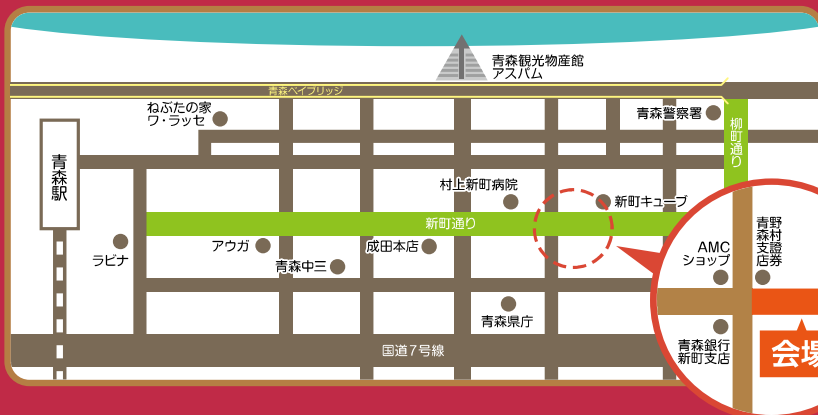 青森観光物産館
アスパム
青森ベイブリッジ
ねぶたの家
ワ・ラッセ
青森警察署
柳町通り
青森駅
村上新町病院
新町キューブ
新町通り
アウガ
成田本店
ラビナ
青森中三
青森県庁
国道7号線
AMC
ショップ
野村證券
青森支店
青森銀行
新町支店
会場